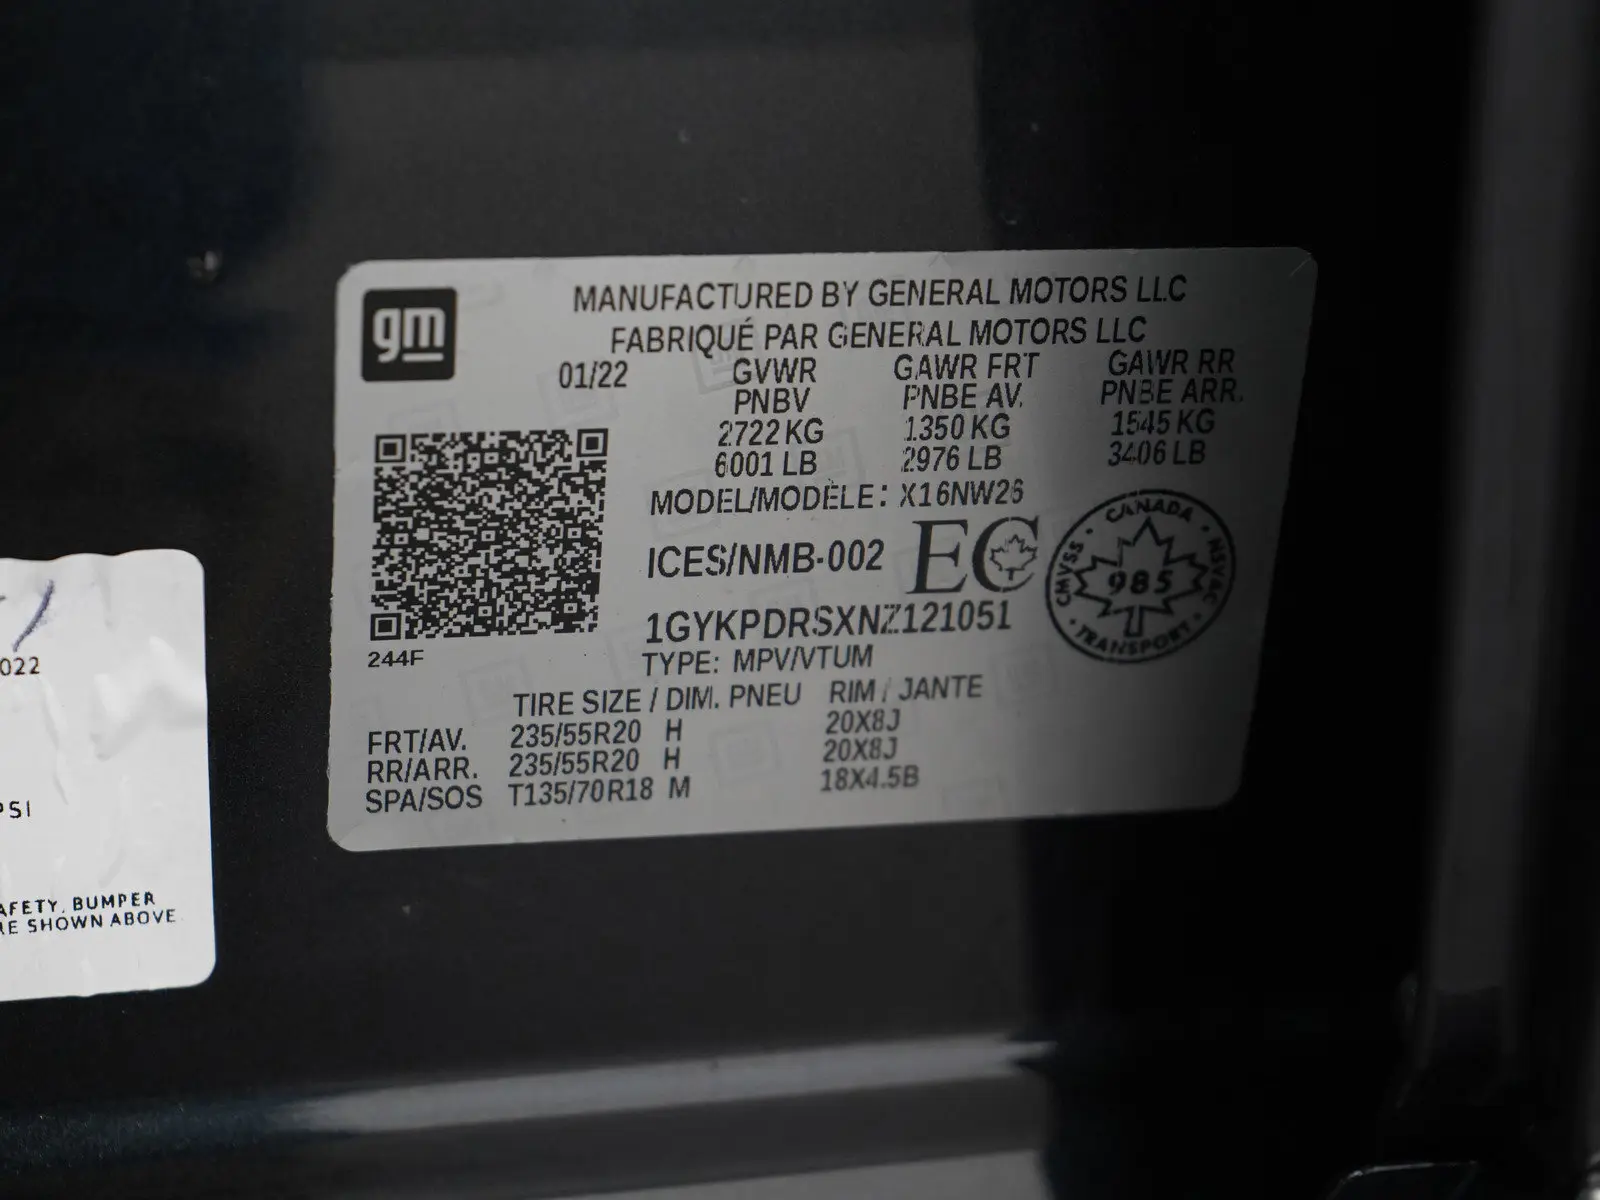 gm
MANUFACTURED BY GENERAL MOTORS LLC
FABRIQUÉ PAR GENERAL MOTORS LLC
01/22 GVWR GAWR FRT GAWR RR
PNBV PNBE AV. PNBE ARR.
2722 KG 1350 KG 1545 KG
6001 LB 2976 LB 3406 LB
MODEL/MODÈLE: X16NW26
ICES/NMB-002 EC
CANADA
CMVSS 985 NSVAC
TRANSPORT
1GYKPDRSXNZ121051
244F
TYPE: MPV/VTUM
TIRE SIZE / DIM. PNEU RIM / JANTE
FRT/AV. 235/55R20 H 20X8J
RR/ARR. 235/55R20 H 20X8J
SPA/SOS T135/70R18 M 18X4.5B
022
PSI
AFETY, BUMPER
RE SHOWN ABOVE